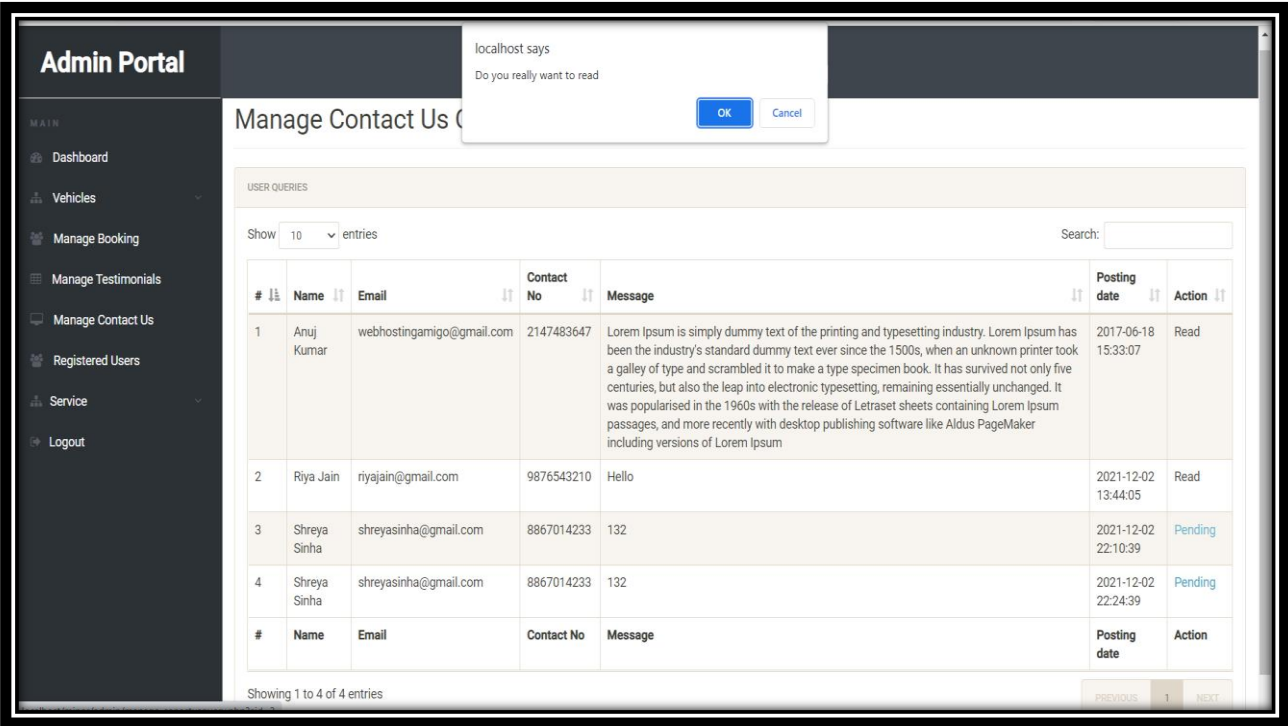 Admin Portal
MAIN
Dashboard
Vehicles
Manage Booking
Manage Testimonials
Manage Contact Us
Registered Users
Service
Logout
localhost says
Do you really want to read
OK Cancel
Manage Contact Us
USER QUERIES
Show 10 entries Search:
# Name Email Contact No Message Posting date Action
1 Anuj Kumar webhostingamigo@gmail.com 2147483647 Lorem Ipsum is simply dummy text of the printing and typesetting industry. Lorem Ipsum has 2017-06-18 15:33:07 Read
been the industry's standard dummy text ever since the 1500s, when an unknown printer took
a galley of type and scrambled it to make a type specimen book. It has survived not only five
centuries, but also the leap into electronic typesetting, remaining essentially unchanged. It
was popularised in the 1960s with the release of Letraset sheets containing Lorem Ipsum
passages, and more recently with desktop publishing software like Aldus PageMaker
including versions of Lorem Ipsum
2 Riya Jain riyajain@gmail.com 9876543210 Hello 2021-12-02 13:44:05 Read
3 Shreya Sinha shreyasinha@gmail.com 8867014233 132 2021-12-02 22:10:39 Pending
4 Shreya Sinha shreyasinha@gmail.com 8867014233 132 2021-12-02 22:24:39 Pending
# Name Email Contact No Message Posting date Action
Showing 1 to 4 of 4 entries
PREVIOUS 1 NEXT